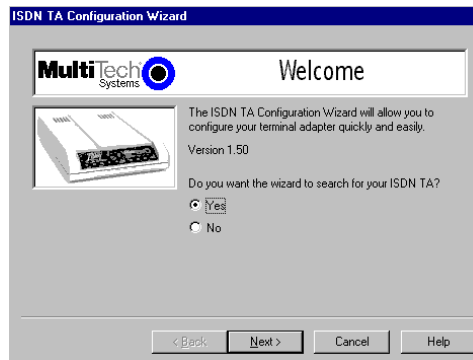 ISDN TA Configuration Wizard
MultiTech
Systems
Welcome
The ISDN TA Configuration Wizard will allow you to
configure your terminal adapter quickly and easily.
Version 1.50
Do you want the wizard to search for your ISDN TA?
Yes
No
< Back
Next >
Cancel
Help